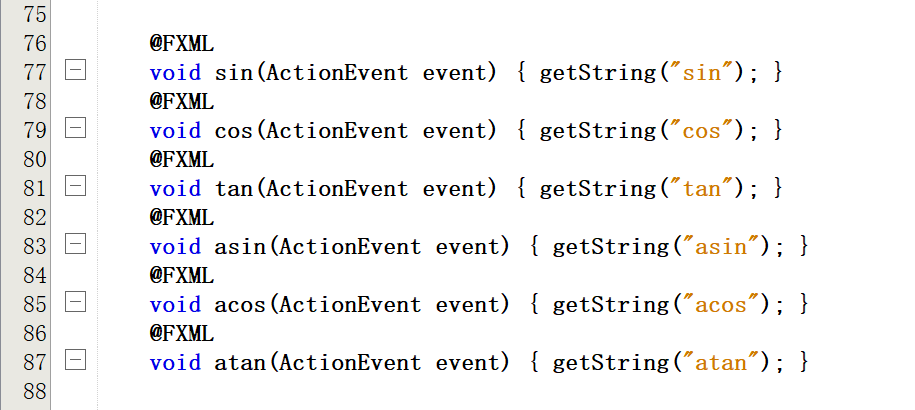 75
76 @FXML
77 void sin(ActionEvent event) { getString("sin"); }
78 @FXML
79 void cos(ActionEvent event) { getString("cos"); }
80 @FXML
81 void tan(ActionEvent event) { getString("tan"); }
82 @FXML
83 void asin(ActionEvent event) { getString("asin"); }
84 @FXML
85 void acos(ActionEvent event) { getString("acos"); }
86 @FXML
87 void atan(ActionEvent event) { getString("atan"); }
88